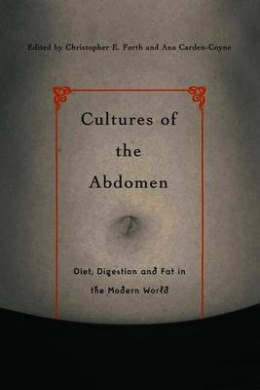 Edited by Christopher E. Forth and Ana Carden-Coyne
Cultures of
the
Abdomen
Diet, Digestion and Fat in
the Modern World